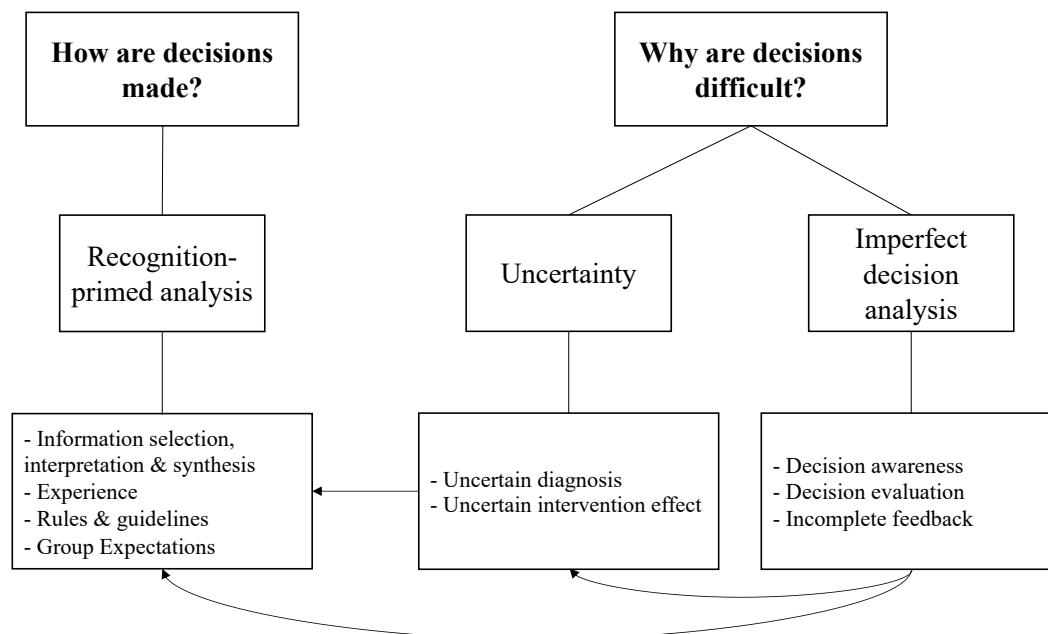 How are decisions
made?
Why are decisions
difficult?
Recognition-
primed analysis
Uncertainty
Imperfect
decision
analysis
- Information selection,
interpretation & synthesis
- Experience
- Rules & guidelines
- Group Expectations
- Uncertain diagnosis
- Uncertain intervention effect
- Decision awareness
- Decision evaluation
- Incomplete feedback